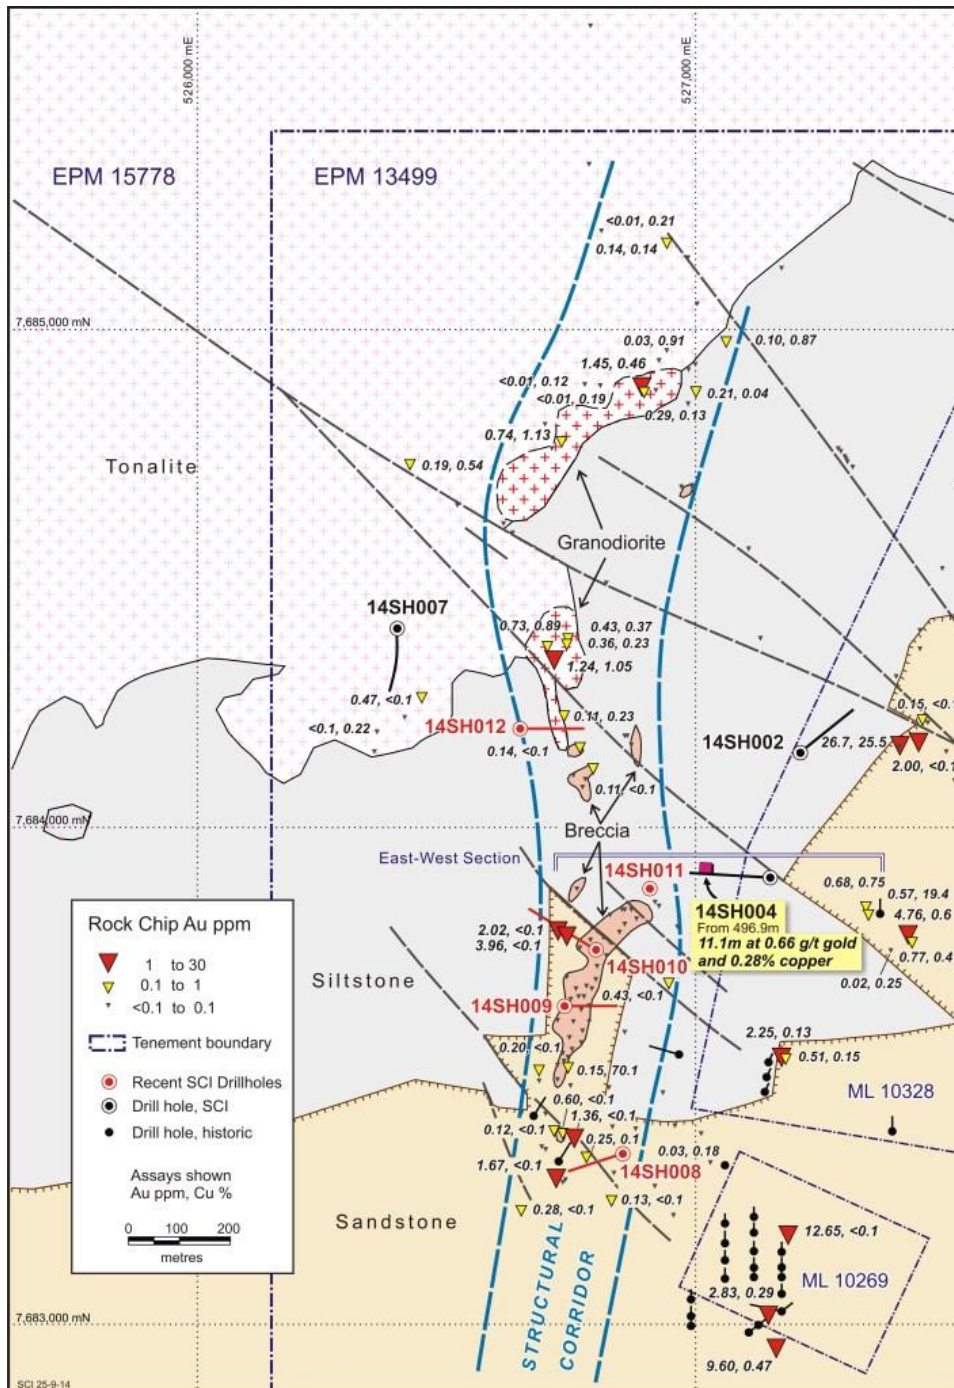 526,000 mE
527,000 mE
EPM 15778
EPM 13499
<0.01, 0.21
0.14, 0.14
7,685,000 mN
0.03, 0.91
0.10, 0.87
1.45, 0.46
<0.01, 0.12
<0.01, 0.19
0.21, 0.04
0.29, 0.13
0.74, 1.13
Tonalite
0.19, 0.54
Granodiorite
14SH007
0.73, 0.89
0.43, 0.37
0.36, 0.23
1.24, 1.05
0.47, <0.1
0.15, <0.1
<0.1, 0.22
14SH012
0.11, 0.23
14SH002
26.7, 25.5
0.14, <0.1
2.00, <0.1
0.11, <0.1
7,684,000 mN
Breccia
East-West Section
14SH011
0.68, 0.75
0.57, 19.4
14SH004
From 496.9m
11.1m at 0.66 g/t gold
and 0.28% copper
4.76, 0.6
2.02, <0.1
3.96, <0.1
0.77, 0.4
14SH010
0.02, 0.25
Siltstone
14SH009
0.43, <0.1
2.25, 0.13
0.20, <0.1
0.51, 0.15
0.15, 70.1
ML 10328
0.60, <0.1
1.36, <0.1
0.12, <0.1
0.25, 0.1
0.03, 0.18
1.67, <0.1
14SH008
0.13, <0.1
0.28, <0.1
Sandstone
STRUCTURAL
CORRIDOR
12.65, <0.1
ML 10269
2.83, 0.29
7,683,000 mN
9.60, 0.47
Rock Chip Au ppm
1 to 30
0.1 to 1
<0.1 to 0.1
Tenement boundary
Recent SCI Drillholes
Drill hole, SCI
Drill hole, historic
Assays shown
Au ppm, Cu %
0 100 200
metres
SCI 25-9-14